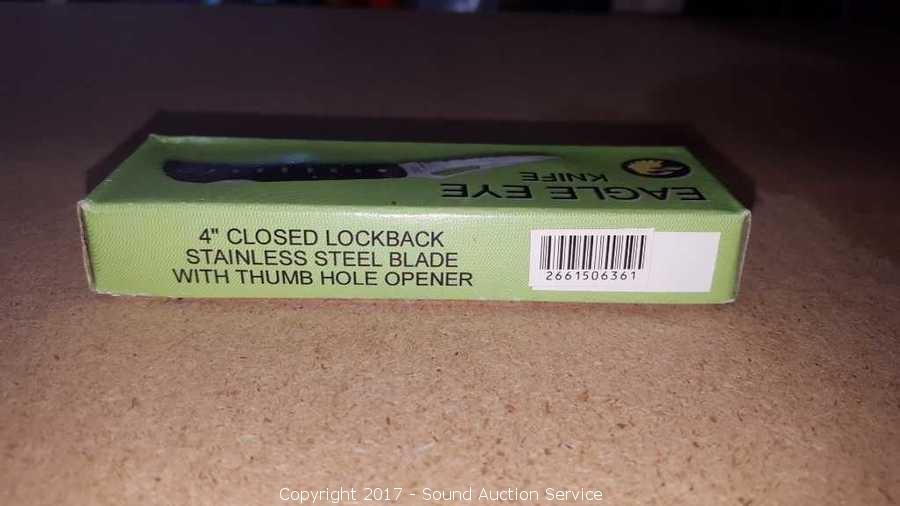 EAGLE EYE
KNIFE
4" CLOSED LOCKBACK
STAINLESS STEEL BLADE
WITH THUMB HOLE OPENER
2661506361
Copyright 2017 - Sound Auction Service